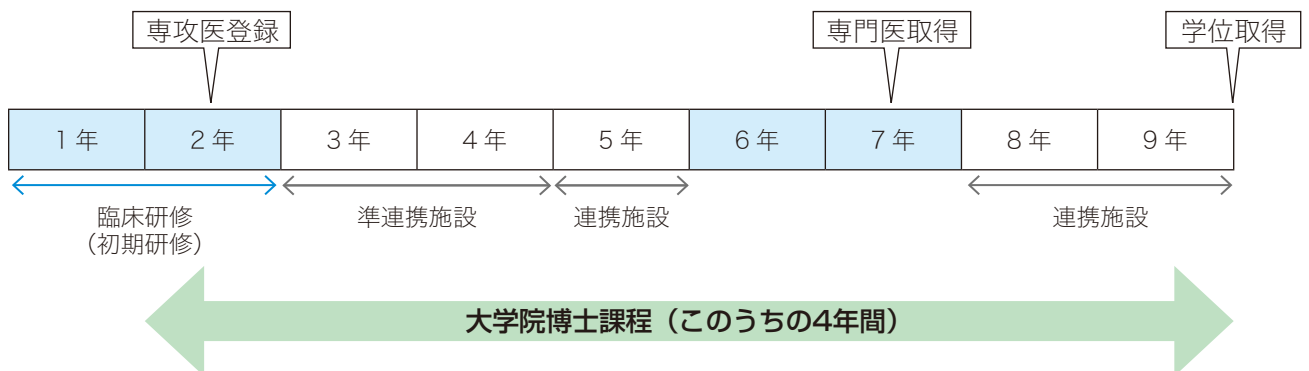 専攻医登録
専門医取得
学位取得
1年
2年
3年
4年
5年
6年
7年
8年
9年
臨床研修
（初期研修）
準連携施設
連携施設
連携施設
大学院博士課程（このうちの4年間）